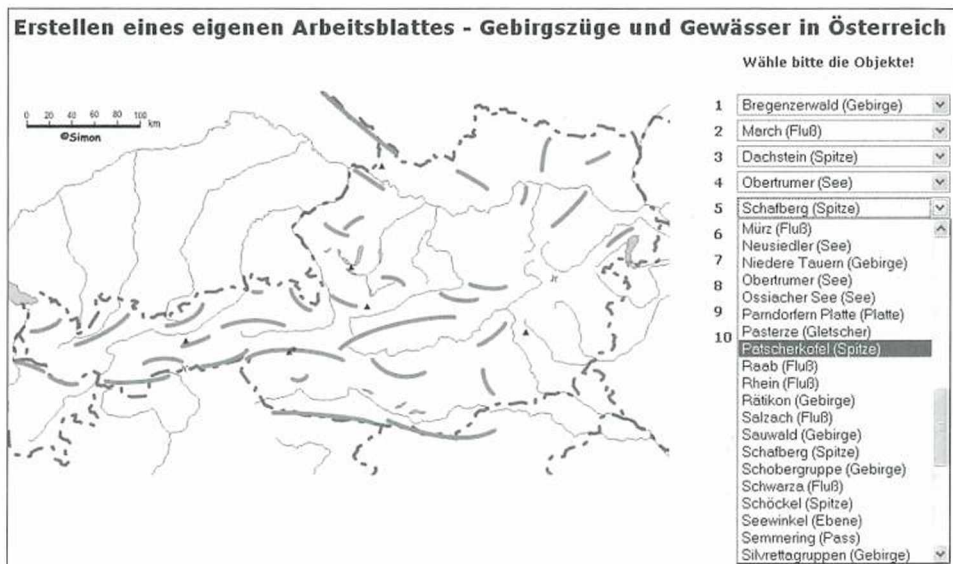 Erstellen eines eigenen Arbeitsblattes - Gebirgszüge und Gewässer in Österreich
Wähle bitte die Objekte!
0 20 40 60 80 100
km
©Simon
1 Bregenzerwald (Gebirge)
2 March (Fluß)
3 Dachstein (Spitze)
4 Obertrumer (See)
5 Schafberg (Spitze)
6
7
8
9
10
Mürz (Fluß)
Neusiedler (See)
Niedere Tauern (Gebirge)
Obertrumer (See)
Ossiacher See (See)
Parndorfern Platte (Platte)
Pasterze (Gletscher)
Patscherkofel (Spitze)
Raab (Fluß)
Rhein (Fluß)
Rätikon (Gebirge)
Salzach (Fluß)
Sauwald (Gebirge)
Schafberg (Spitze)
Schobergruppe (Gebirge)
Schwarza (Fluß)
Schöckel (Spitze)
Seewinkel (Ebene)
Semmering (Pass)
Silvrettagruppen (Gebirge)